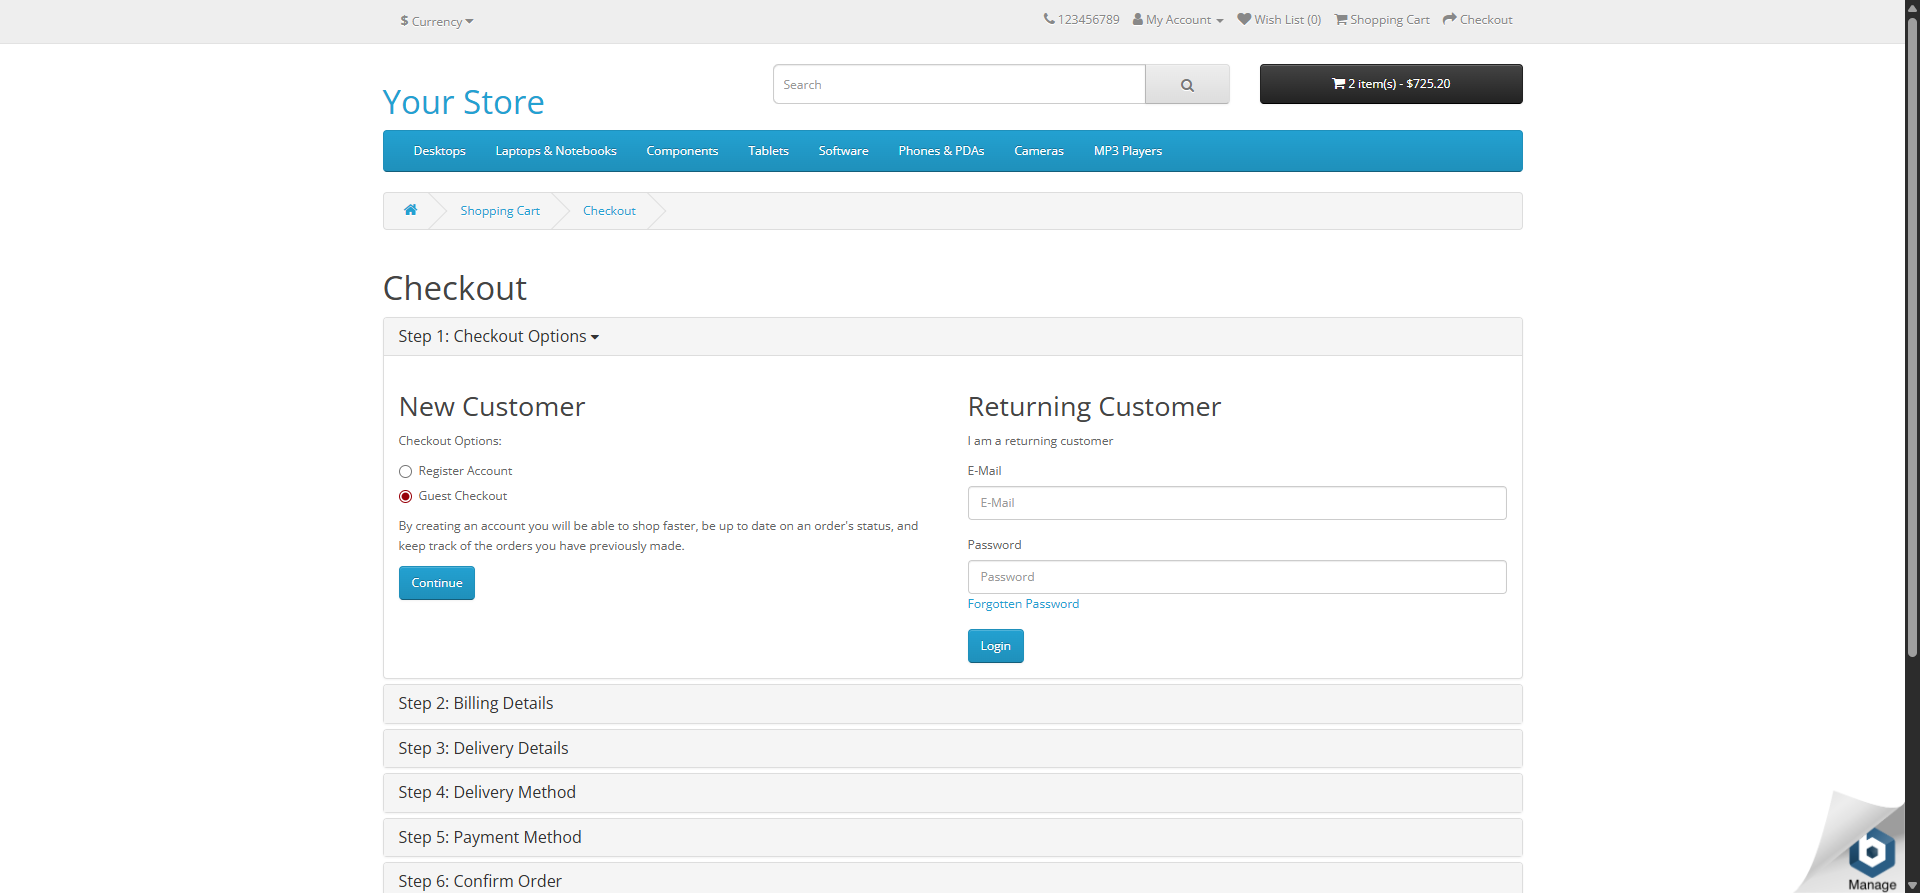 $ Currency
123456789 My Account Wish List (0) Shopping Cart Checkout
Your Store
Search
2 item(s) - $725.20
Desktops Laptops & Notebooks Components Tablets Software Phones & PDAs Cameras MP3 Players
Shopping Cart Checkout
Checkout
Step 1: Checkout Options
New Customer
Checkout Options:
Register Account
Guest Checkout
By creating an account you will be able to shop faster, be up to date on an order's status, and
keep track of the orders you have previously made.
Continue
Returning Customer
I am a returning customer
E-Mail
E-Mail
Password
Password
Forgotten Password
Login
Step 2: Billing Details
Step 3: Delivery Details
Step 4: Delivery Method
Step 5: Payment Method
Step 6: Confirm Order
Manage